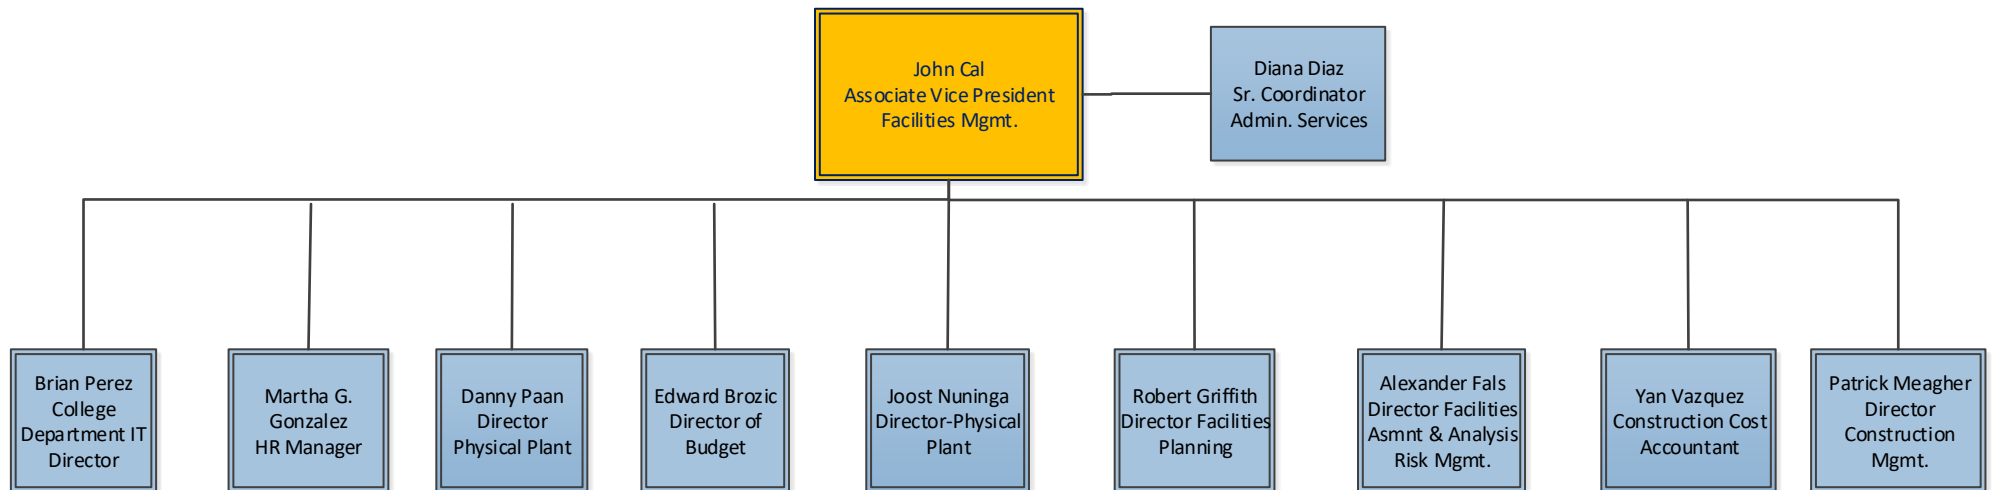 John Cal
Associate Vice President
Facilities Mgmt.
Diana Diaz
Sr. Coordinator
Admin. Services
Brian Perez
College
Department IT
Director
Martha G.
Gonzalez
HR Manager
Danny Paan
Director
Physical Plant
Edward Brozic
Director of
Budget
Joost Nuninga
Director-Physical
Plant
Robert Griffith
Director Facilities
Planning
Alexander Fals
Director Facilities
Asmnt & Analysis
Risk Mgmt.
Yan Vazquez
Construction Cost
Accountant
Patrick Meagher
Director
Construction
Mgmt.